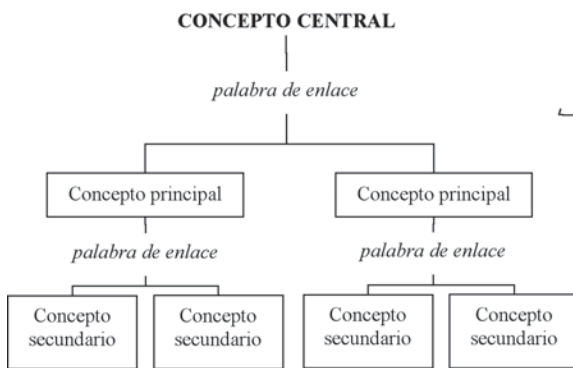 CONCEPTO CENTRAL
palabra de enlace
Concepto principal
Concepto principal
palabra de enlace
palabra de enlace
Concepto
secundario
Concepto
secundario
Concepto
secundario
Concepto
secundario